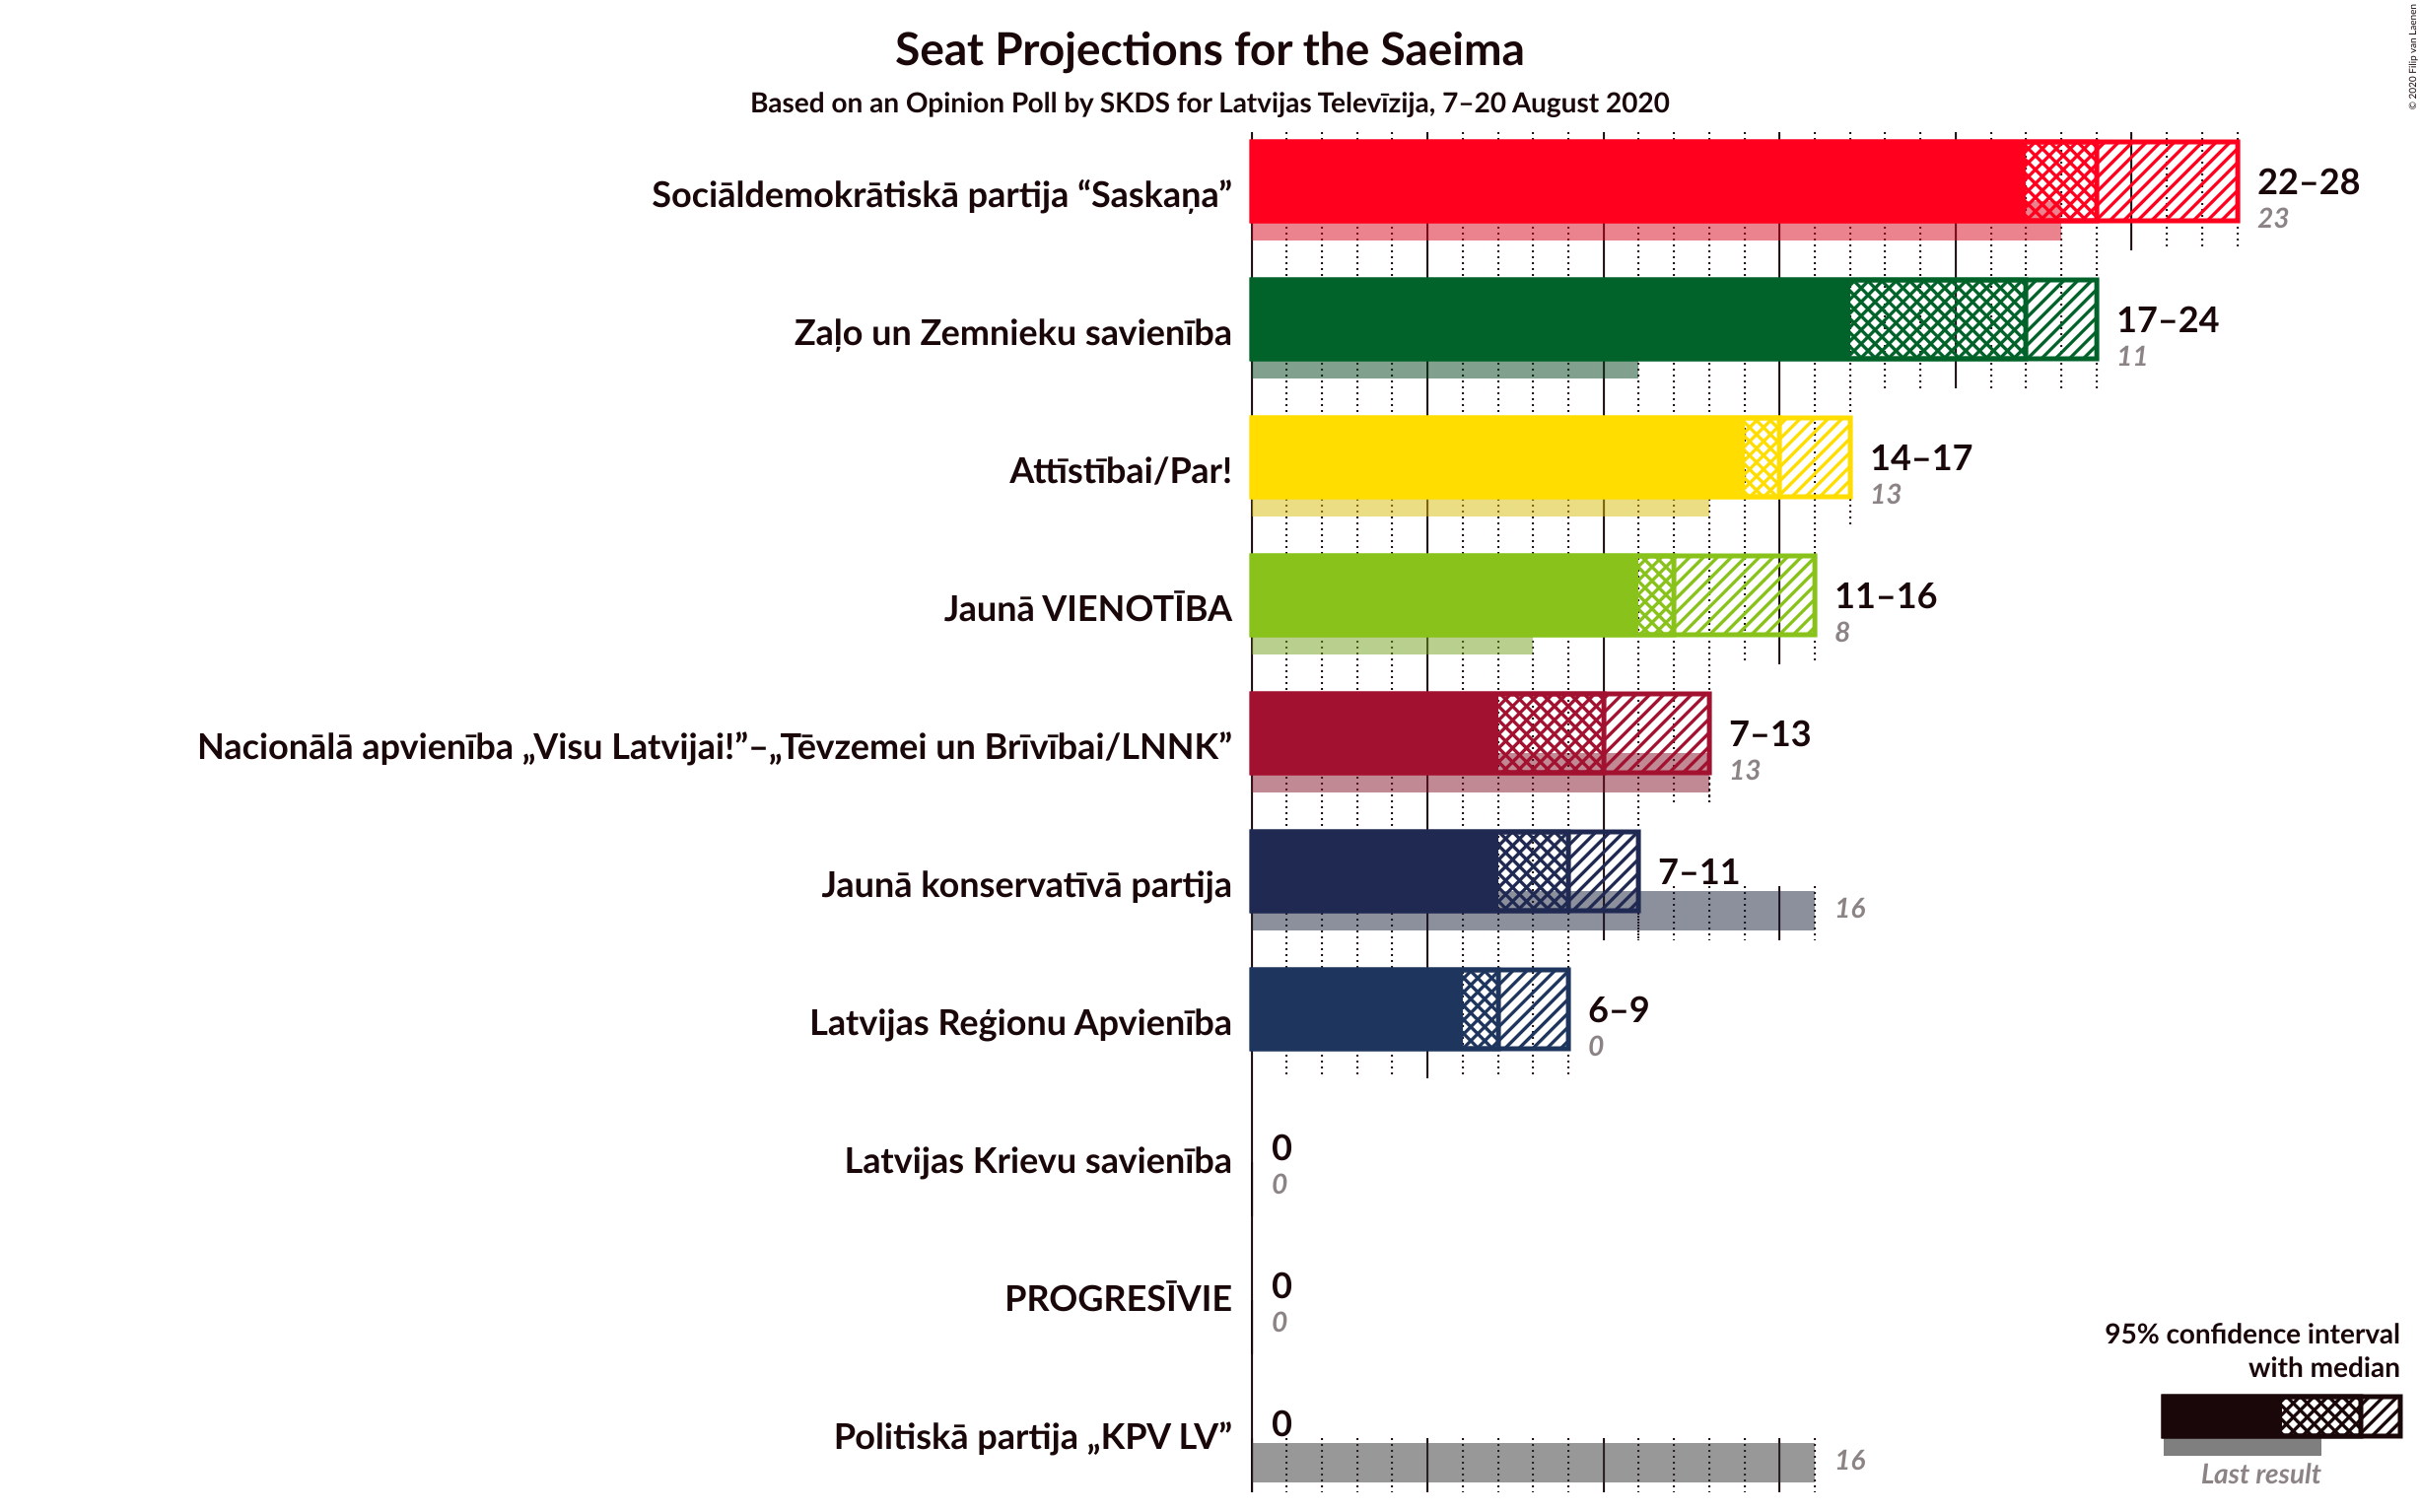 Seat Projections for the Saeima
Based on an Opinion Poll by SKDS for Latvijas Televīzija, 7–20 August 2020
© 2020 Filip van Laenen
Sociāldemokrātiskā partija “Saskaņa”
22–28
23
Zaļo un Zemnieku savienība
17–24
11
Attīstībai/Par!
14–17
13
Jaunā VIENOTĪBA
11–16
8
Nacionālā apvienība „Visu Latvijai!”–„Tēvzemei un Brīvībai/LNNK”
7–13
13
Jaunā konservatīvā partija
7–11
16
Latvijas Reģionu Apvienība
6–9
0
Latvijas Krievu savienība
0
0
PROGRESĪVIE
0
0
Politiskā partija „KPV LV”
0
16
95% confidence interval
with median
Last result